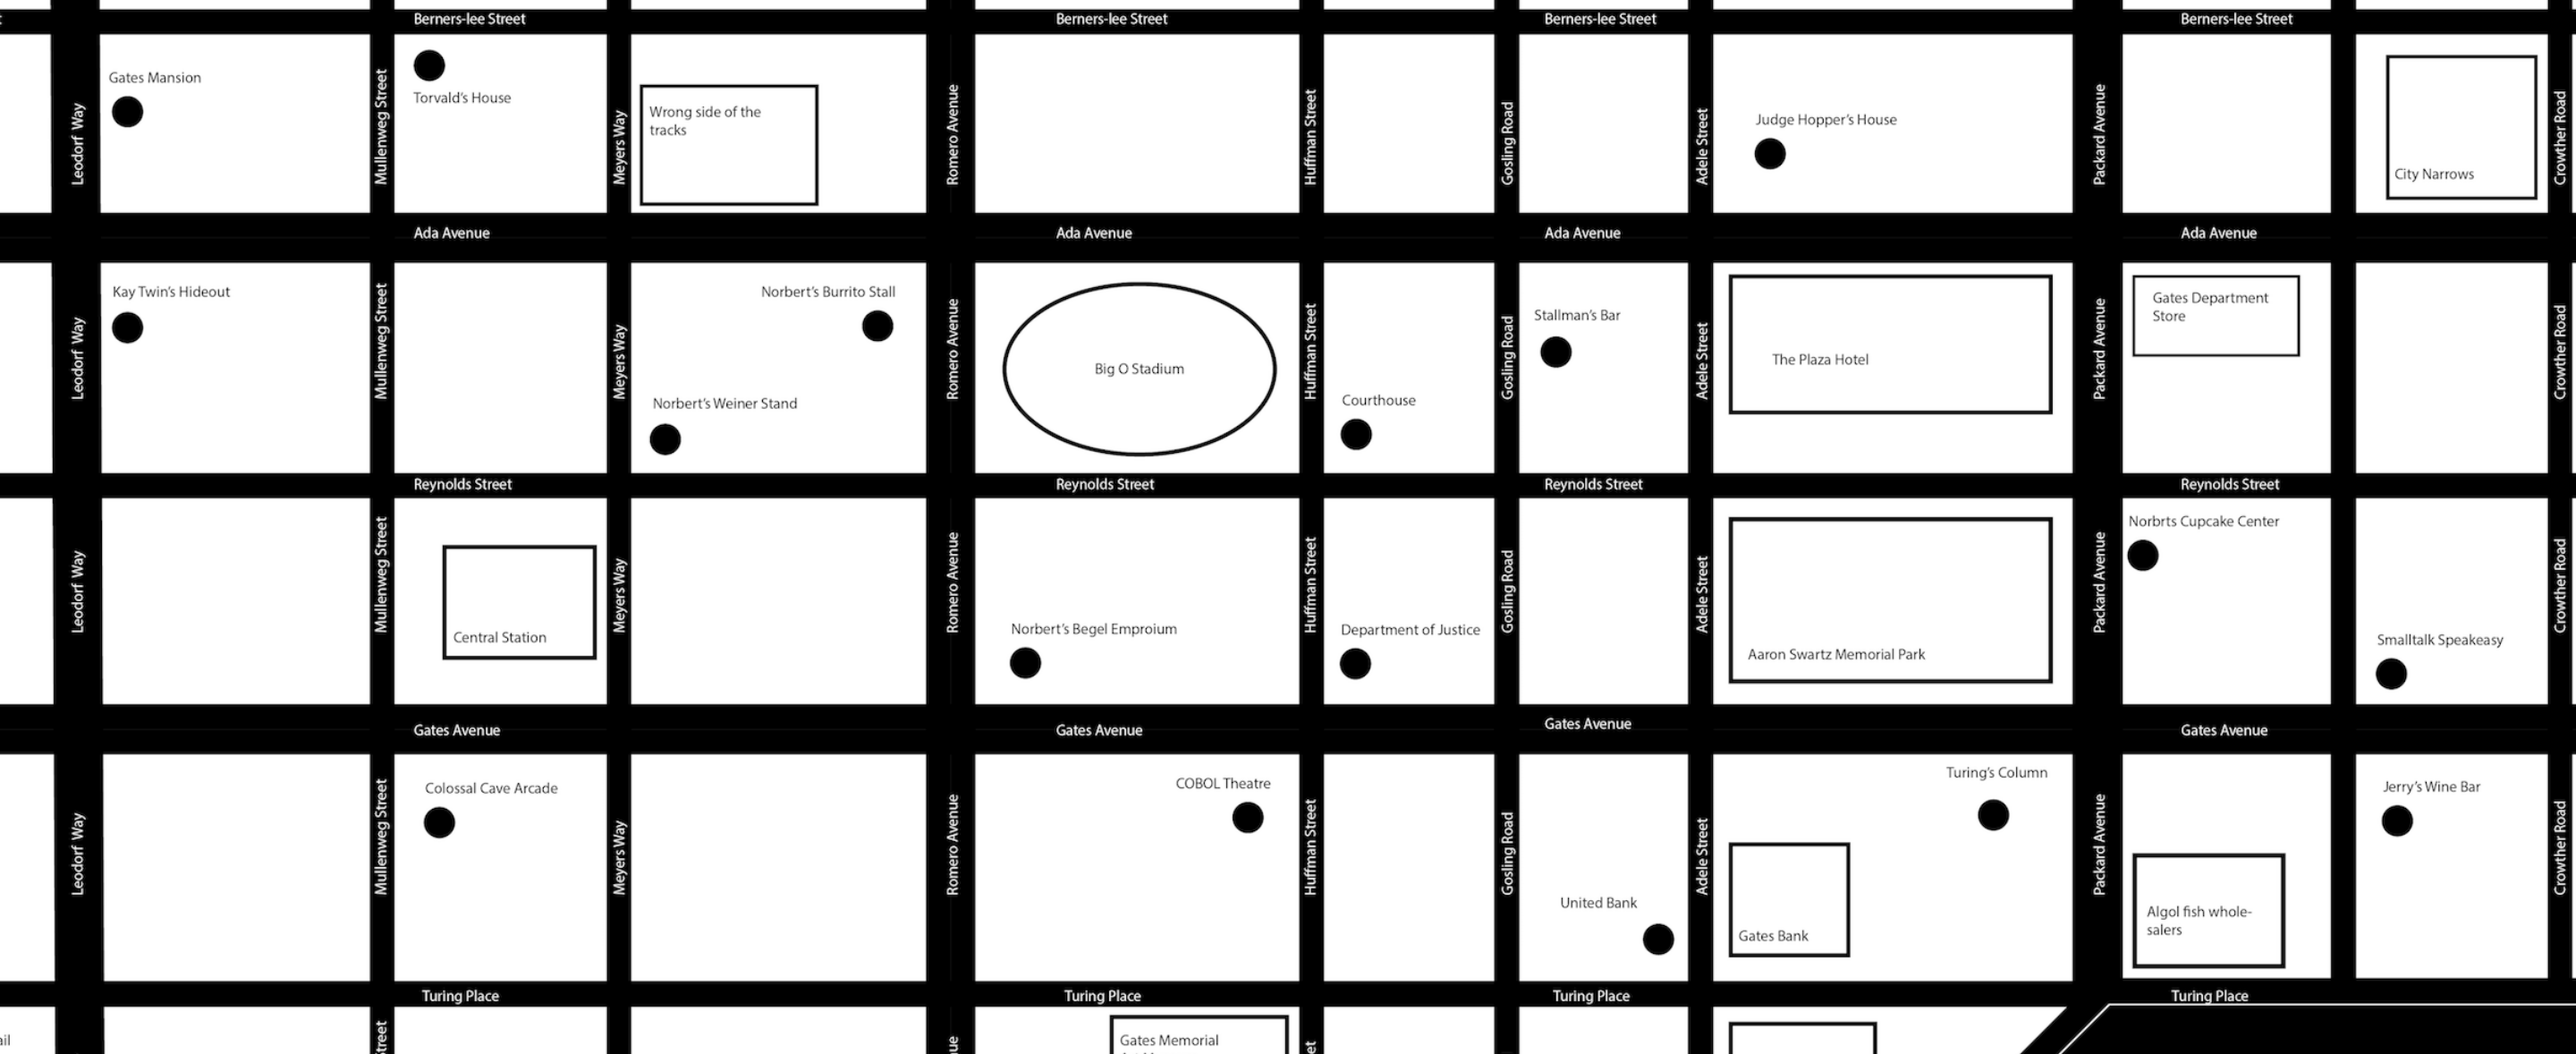 Berners-lee Street
Berners-lee Street
Berners-lee Street
Berners-lee Street
Gates Mansion
Torvald's House
Wrong side of the
tracks
Judge Hopper's House
City Narrows
Leodorf Way
Mullenweg Street
Meyers Way
Romero Avenue
Huffman Street
Gosling Road
Adele Street
Packard Avenue
Crowther Road
Ada Avenue
Ada Avenue
Ada Avenue
Ada Avenue
Kay Twin's Hideout
Norbert's Burrito Stall
Norbert's Weiner Stand
Big O Stadium
Courthouse
Stallman's Bar
The Plaza Hotel
Gates Department
Store
Leodorf Way
Mullenweg Street
Meyers Way
Romero Avenue
Huffman Street
Gosling Road
Adele Street
Packard Avenue
Crowther Road
Reynolds Street
Reynolds Street
Reynolds Street
Reynolds Street
Central Station
Norbert's Begel Emproium
Department of Justice
Aaron Swartz Memorial Park
Norbrts Cupcake Center
Smalltalk Speakeasy
Leodorf Way
Mullenweg Street
Meyers Way
Romero Avenue
Huffman Street
Gosling Road
Adele Street
Packard Avenue
Crowther Road
Gates Avenue
Gates Avenue
Gates Avenue
Gates Avenue
Colossal Cave Arcade
COBOL Theatre
United Bank
Turing's Column
Gates Bank
Algol fish whole-
salers
Jerry's Wine Bar
Leodorf Way
Mullenweg Street
Meyers Way
Romero Avenue
Huffman Street
Gosling Road
Adele Street
Packard Avenue
Crowther Road
Turing Place
Turing Place
Turing Place
Turing Place
Gates Memorial